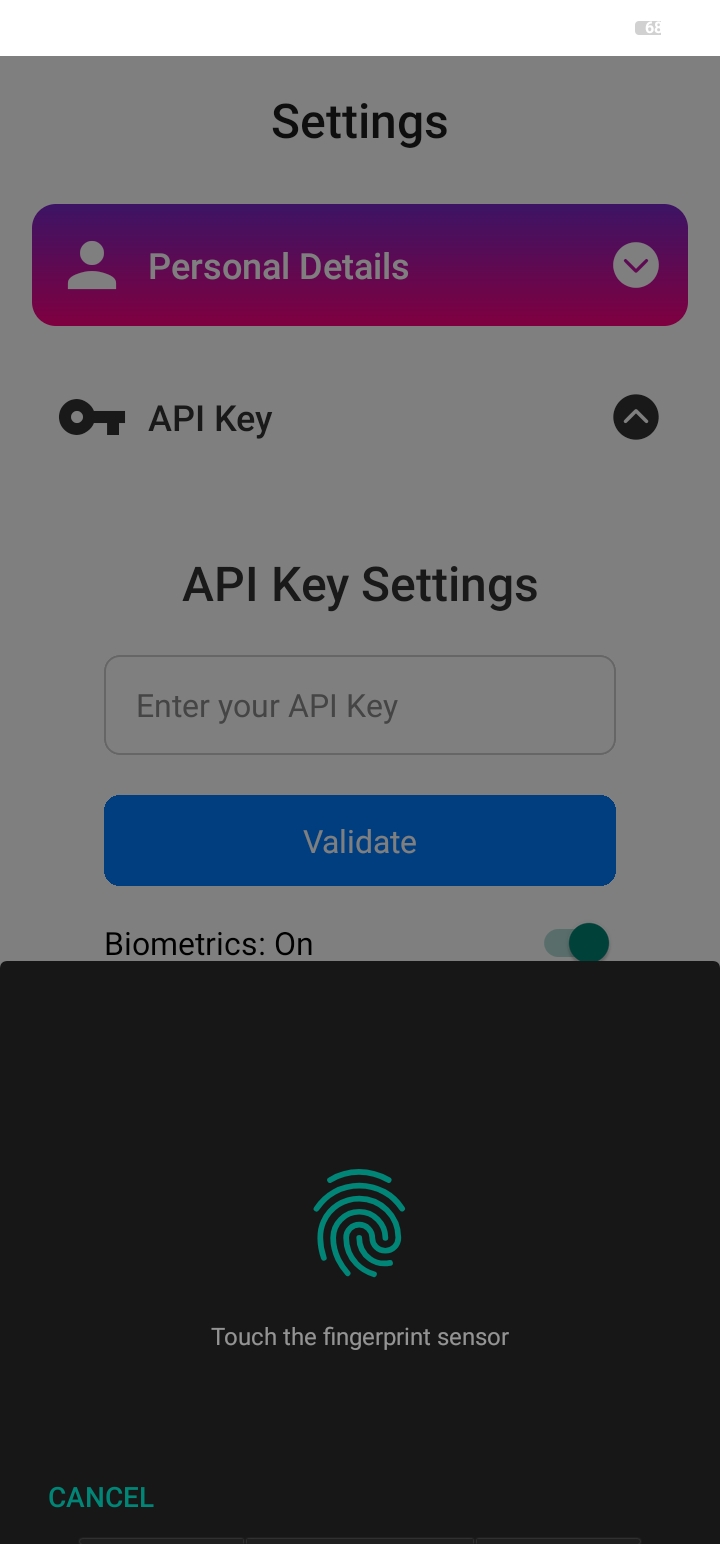 68
Settings
Personal Details
API Key
API Key Settings
Enter your API Key
Validate
Biometrics: On
Touch the fingerprint sensor
CANCEL